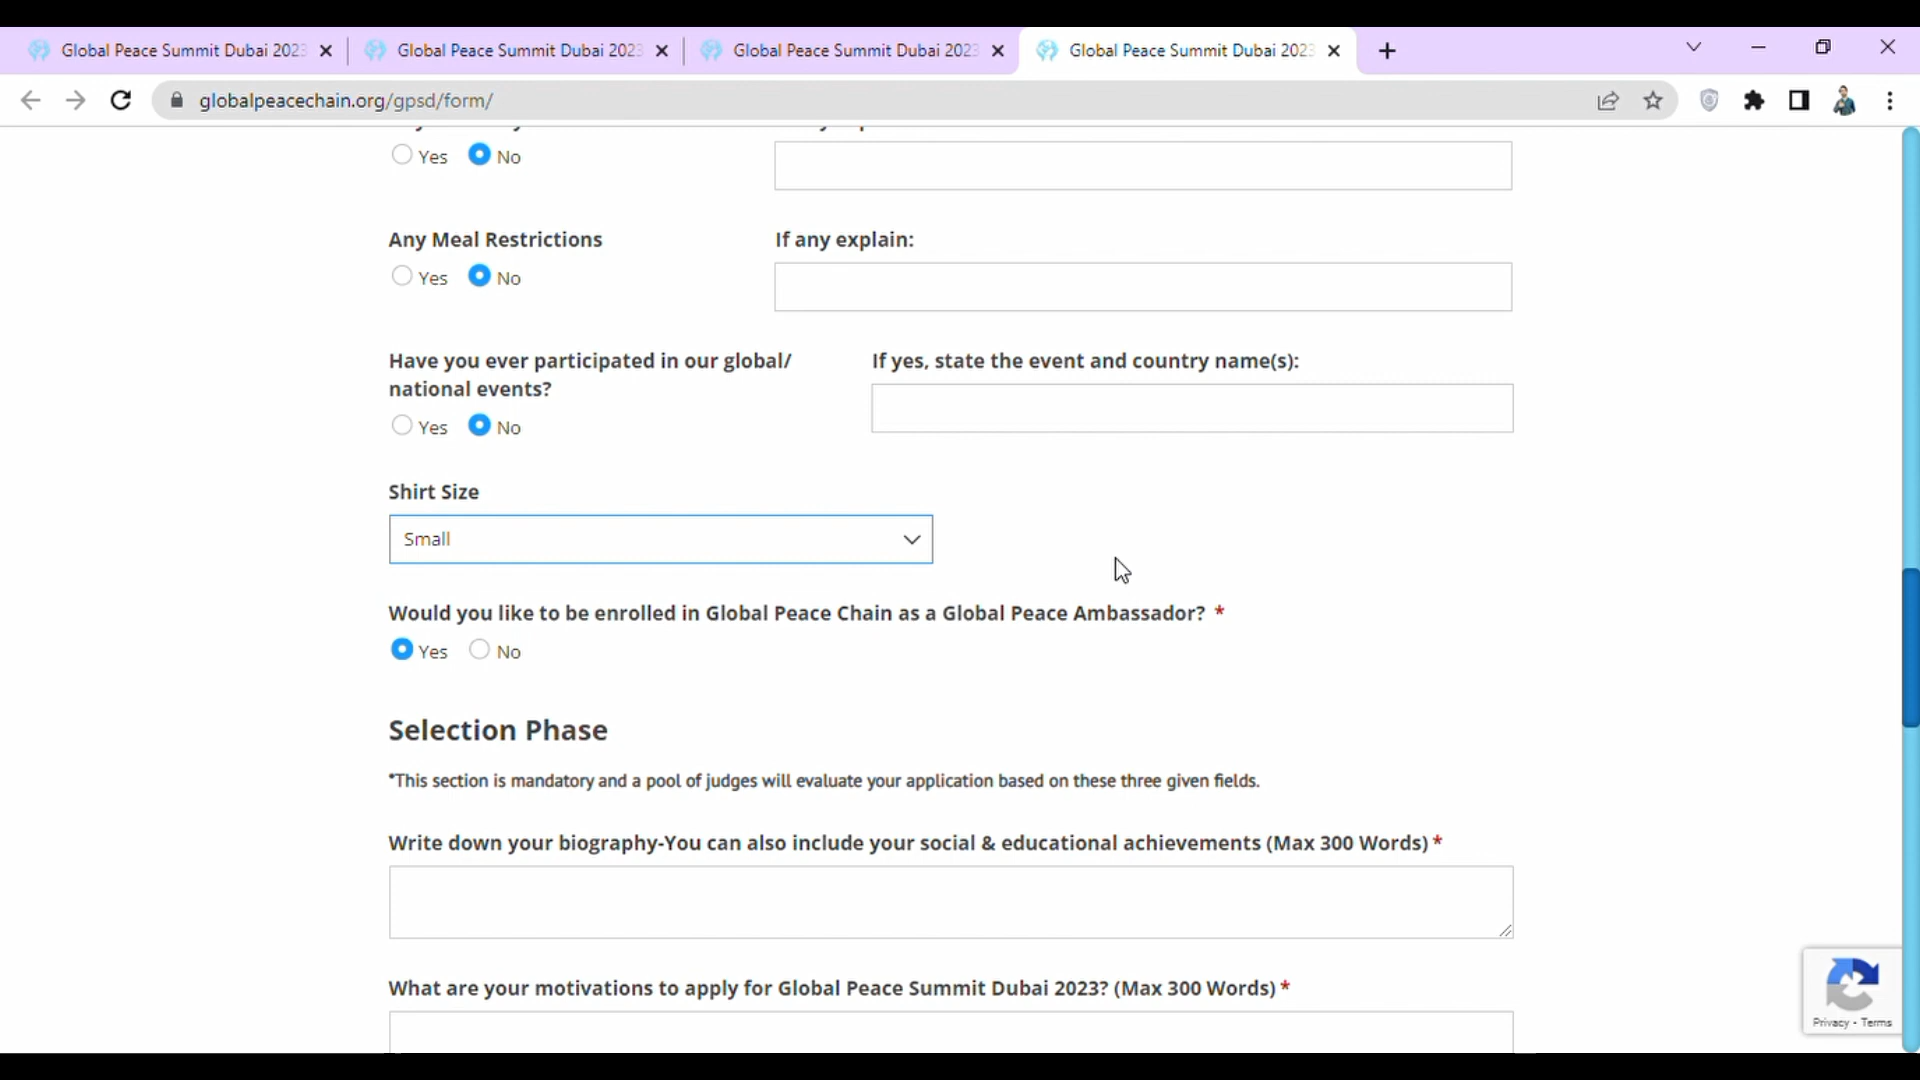 Global Peace Summit Dubai 2023
Global Peace Summit Dubai 2023
Global Peace Summit Dubai 2023
Global Peace Summit Dubai 2023
globalpeacechain.org/gpsd/form/
Yes No
Any Meal Restrictions If any explain:
Yes No
Have you ever participated in our global/ If yes, state the event and country name(s):
national events?
Yes No
Shirt Size
Small
Would you like to be enrolled in Global Peace Chain as a Global Peace Ambassador? *
Yes No
Selection Phase
*This section is mandatory and a pool of judges will evaluate your application based on these three given fields.
Write down your biography-You can also include your social & educational achievements (Max 300 Words) *
What are your motivations to apply for Global Peace Summit Dubai 2023? (Max 300 Words) *
Privacy - Terms